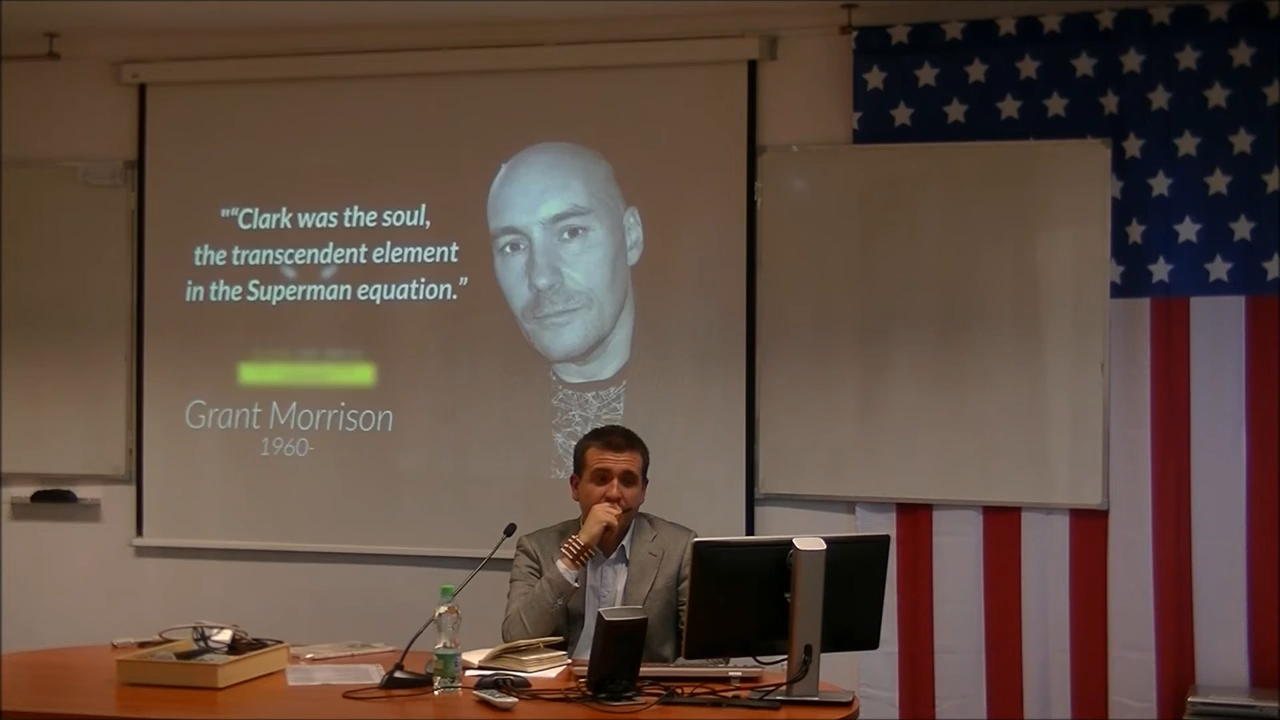 "“Clark was the soul,
the transcendent element
in the Superman equation.”
Grant Morrison
1960-